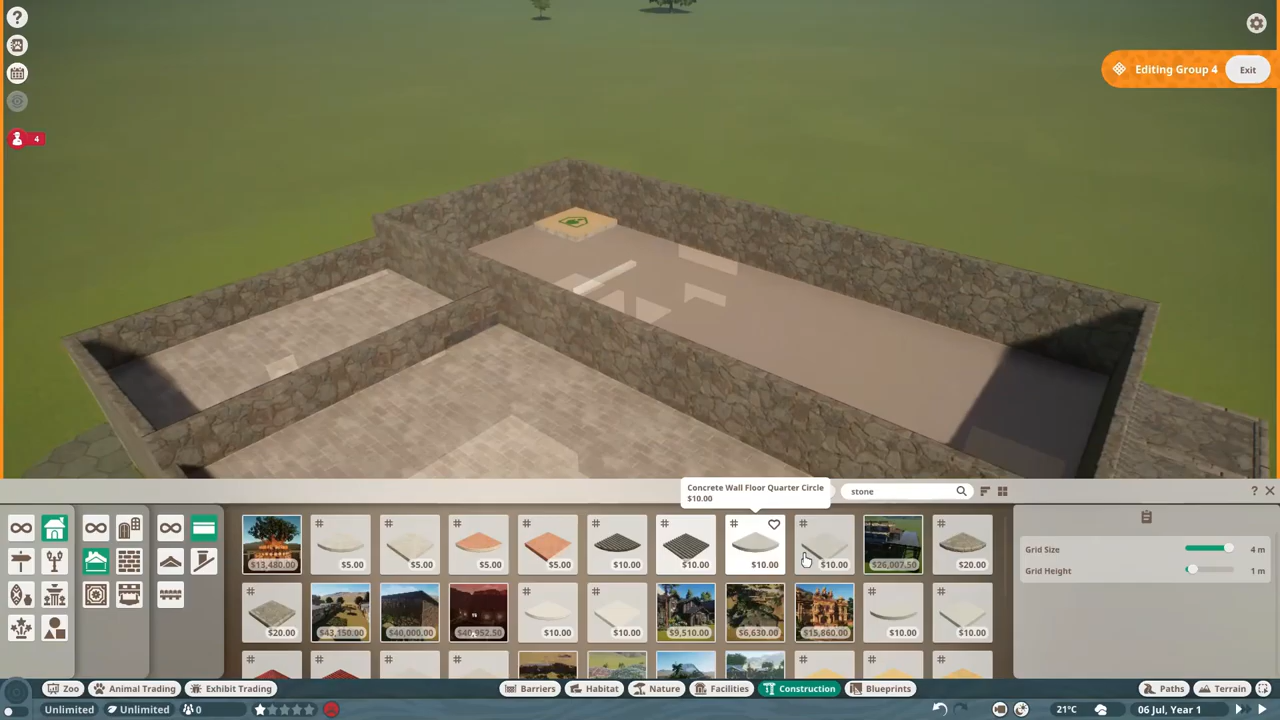 ?
Editing Group 4
Exit
4
Concrete Wall Floor Quarter Circle
$10.00
stone
?
$13,480.00
$5.00
$5.00
$5.00
$5.00
$10.00
$10.00
$10.00
$10.00
$26,007.50
$20.00
Grid Size
4 m
Grid Height
1 m
$20.00
$43,150.00
$40,000.00
$40,952.50
$10.00
$10.00
$9,510.00
$6,630.00
$15,860.00
$10.00
$10.00
Zoo
Animal Trading
Exhibit Trading
Barriers
Habitat
Nature
Facilities
Construction
Blueprints
Paths
Terrain
Unlimited
Unlimited
0
21°C
06 Jul, Year 1